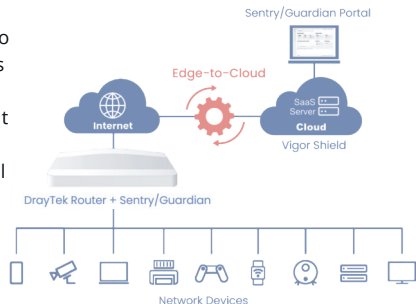 Sentry/Guardian Portal
o
s
Edge-to-Cloud
t
Internet
SaaS
Server
Cloud
Vigor Shield
l
DrayTek Router + Sentry/Guardian
Network Devices